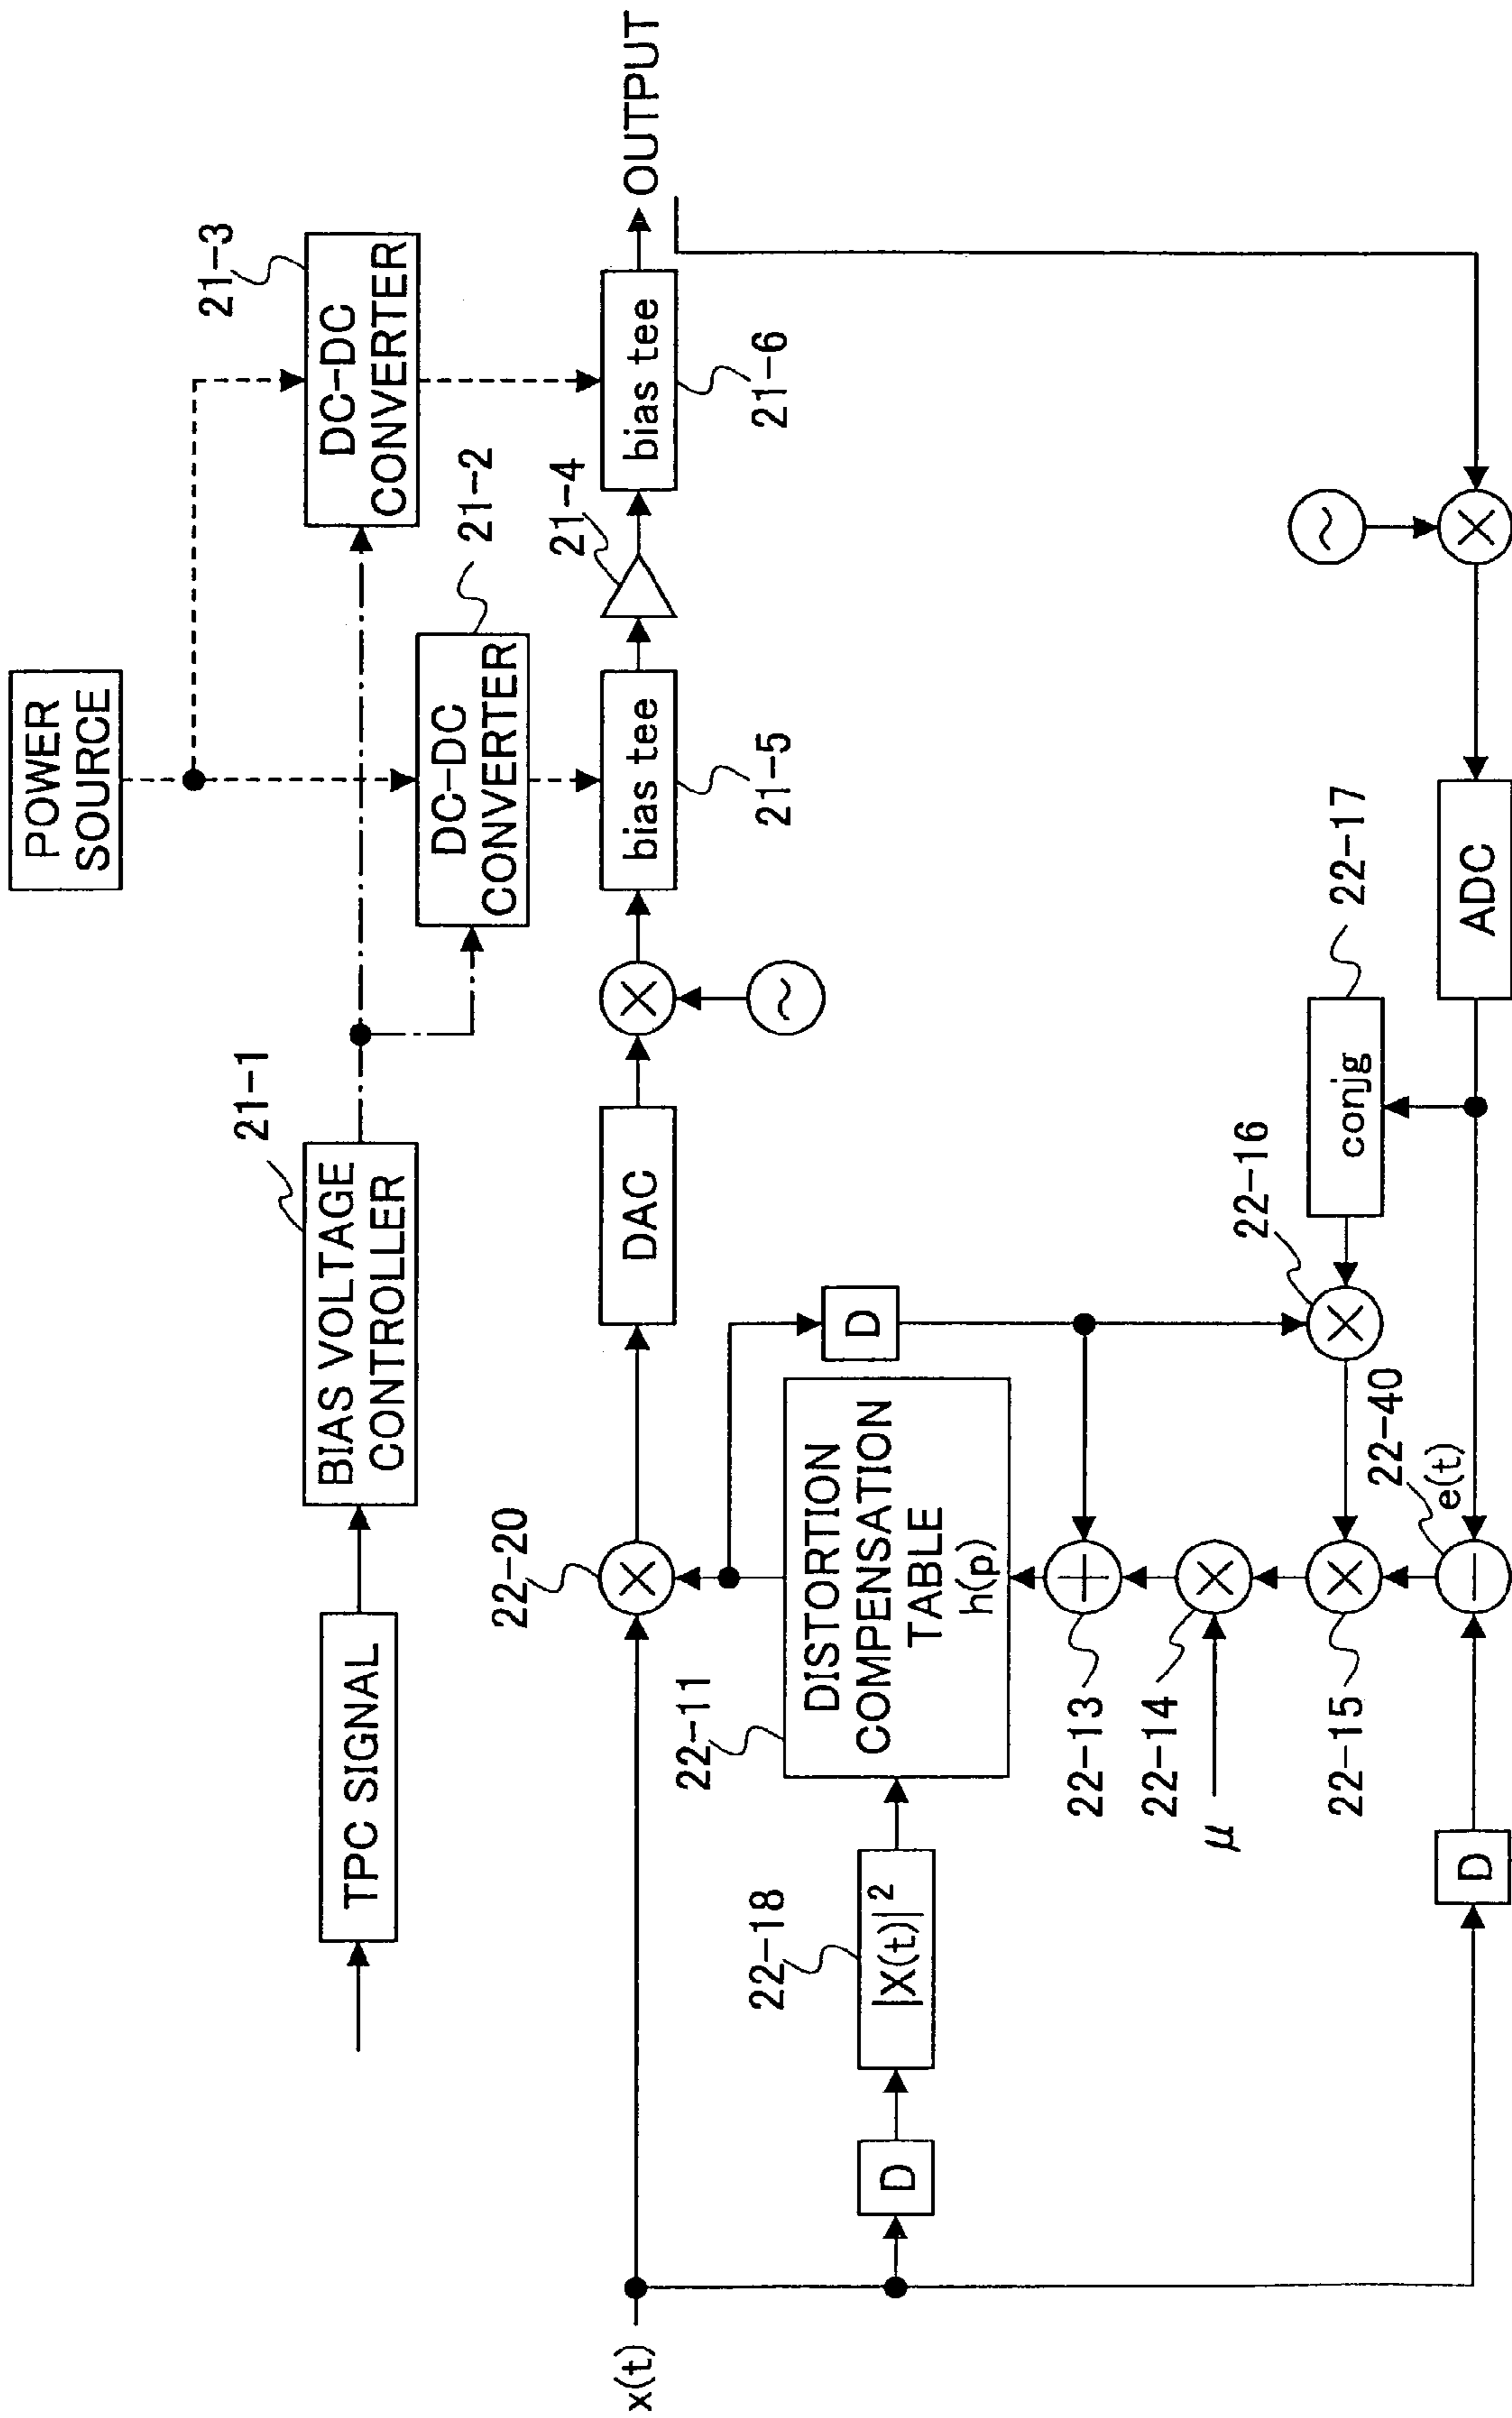 POWER
SOURCE
21-3
DC-DC
CONVERTER
21-1
BIAS VOLTAGE
CONTROLLER
TPC SIGNAL
21-2
DC-DC
CONVERTER
21-4
x(t)
22-20
DAC
bias tee
21-5
bias tee
21-6
OUTPUT
D
22-18
|X(t)|²
22-11
DISTORTION
COMPENSATION
TABLE
h(p)
D
22-13
22-14
μ
22-15
22-16
conjg
22-17
22-40
e(t)
D
ADC